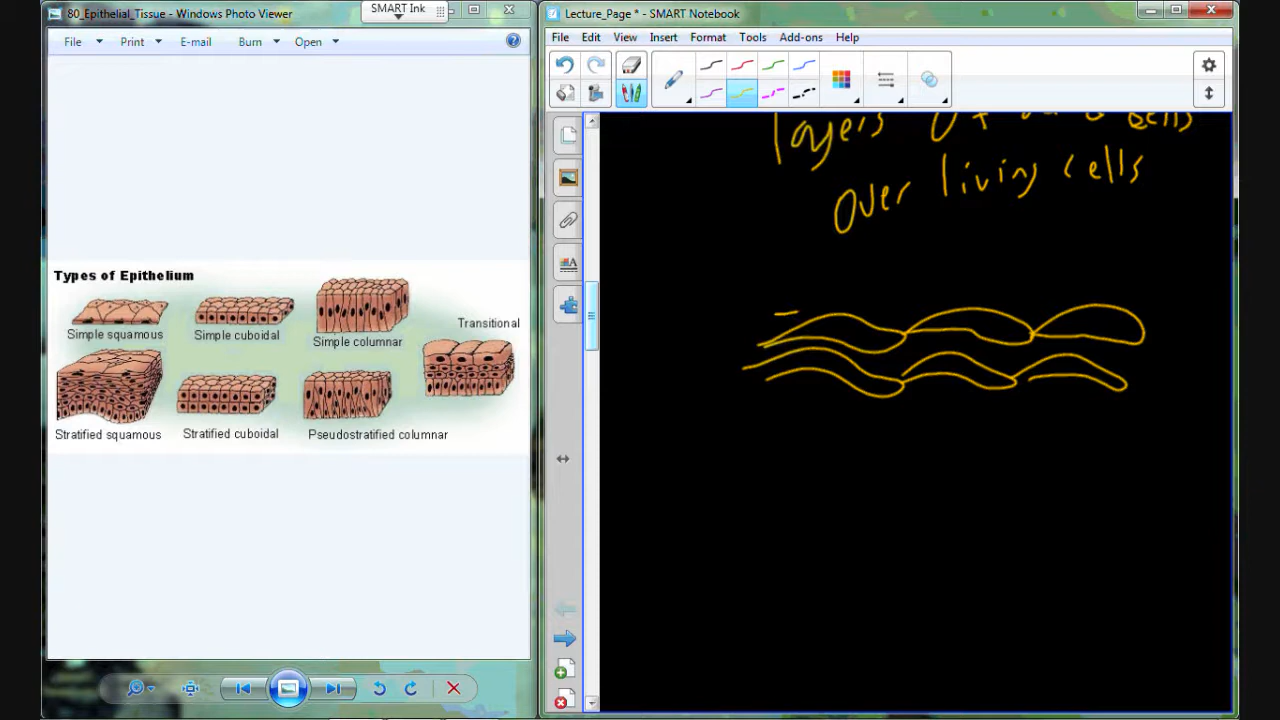 80_Epithelial_Tissue - Windows Photo Viewer
SMART Ink
File Print E-mail Burn Open
Types of Epithelium
Simple squamous
Simple cuboidal
Simple columnar
Transitional
Stratified squamous
Stratified cuboidal
Pseudostratified columnar
Lecture_Page * - SMART Notebook
File Edit View Insert Format Tools Add-ons Help
layers of cells
over living cells